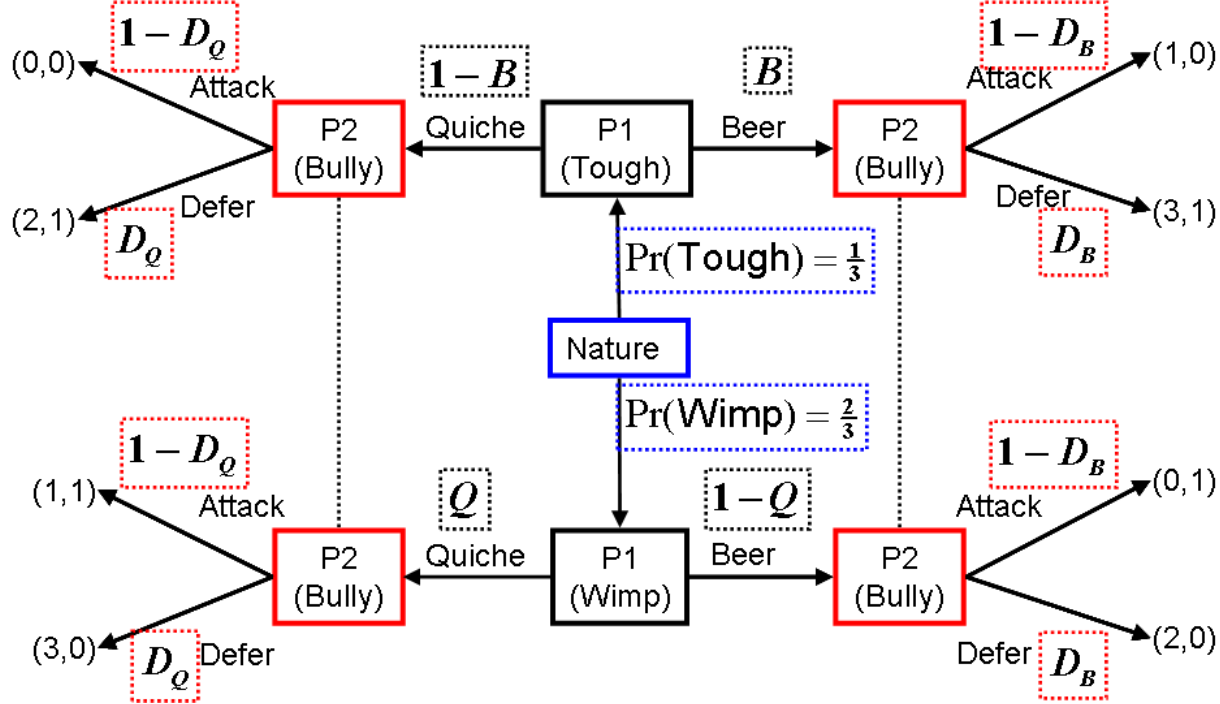 1 − D_Q
1 − B
B
1 − D_B
(0,0)
Attack
Attack
(1,0)
P2
(Bully)
Quiche
P1
(Tough)
Beer
P2
(Bully)
(2,1)
Defer
Defer
(3,1)
D_Q
D_B
Pr(Tough) = 1/3
Nature
Pr(Wimp) = 2/3
1 − D_Q
1 − D_B
(1,1)
Attack
Q
1 − Q
Attack
(0,1)
P2
(Bully)
Quiche
P1
(Wimp)
Beer
P2
(Bully)
(3,0)
D_Q
Defer
Defer
D_B
(2,0)